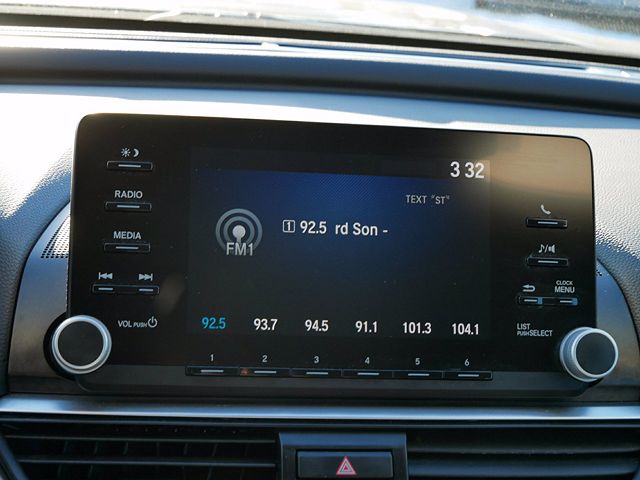 3 32
RADIO
TEXT "ST"
1 92.5 rd Son -
FM1
MEDIA
CLOCK
MENU
VOL PUSH
92.5 93.7 94.5 91.1 101.3 104.1
LIST
PUSH SELECT
1 2 3 4 5 6